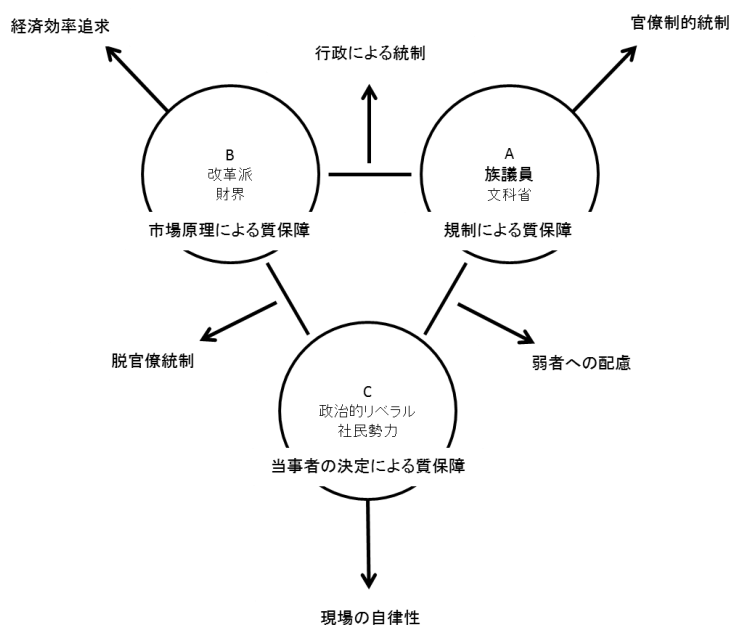 経済効率追求
官僚制的統制
行政による統制
B
改革派
財界
市場原理による質保障
A
族議員
文科省
規制による質保障
脱官僚統制
弱者への配慮
C
政治的リベラル
社民勢力
当事者の決定による質保障
現場の自律性